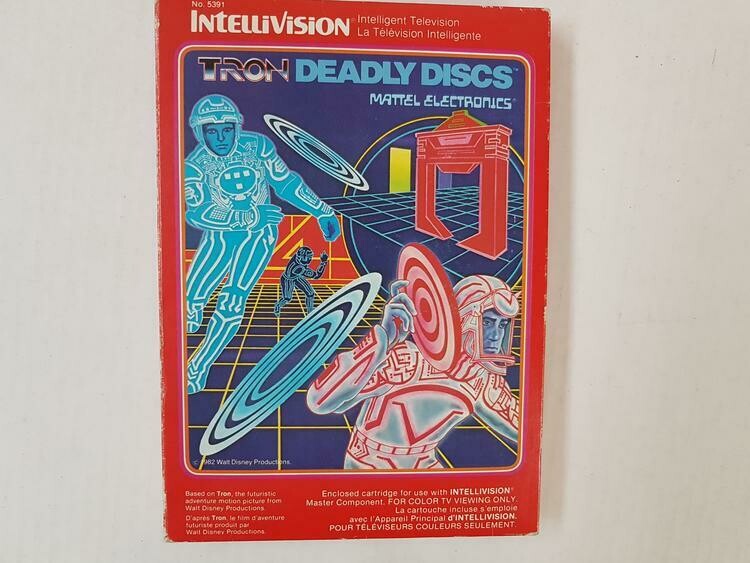 No. 5391
INTELLIVISION® Intelligent Television
La Télévision Intelligente
TRON DEADLY DISCS™
MATTEL ELECTRONICS®
© 1982 Walt Disney Productions.
Based on Tron, the futuristic
adventure motion picture from
Walt Disney Productions.
D'après Tron, le film d'aventure
futuriste produit par
Walt Disney Productions.
Enclosed cartridge for use with INTELLIVISION®
Master Component. FOR COLOR TV VIEWING ONLY.
La cartouche incluse s'emploie
avec l'Appareil Principal d'INTELLIVISION.
POUR TÉLÉVISEURS COULEURS SEULEMENT.